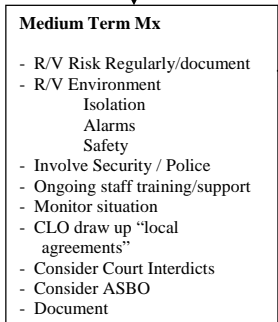 Medium Term Mx
- R/V Risk Regularly/document
- R/V Environment
Isolation
Alarms
Safety
- Involve Security / Police
- Ongoing staff training/support
- Monitor situation
- CLO draw up “local
agreements”
- Consider Court Interdicts
- Consider ASBO
- Document